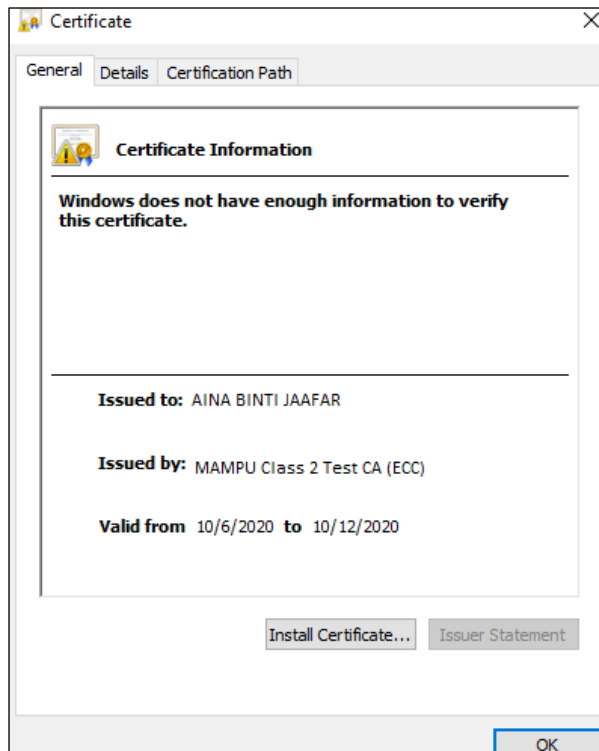 Certificate
General Details Certification Path
Certificate Information
Windows does not have enough information to verify
this certificate.
Issued to: AINA BINTI JAAFAR
Issued by: MAMPU Class 2 Test CA (ECC)
Valid from 10/6/2020 to 10/12/2020
Install Certificate... Issuer Statement
OK